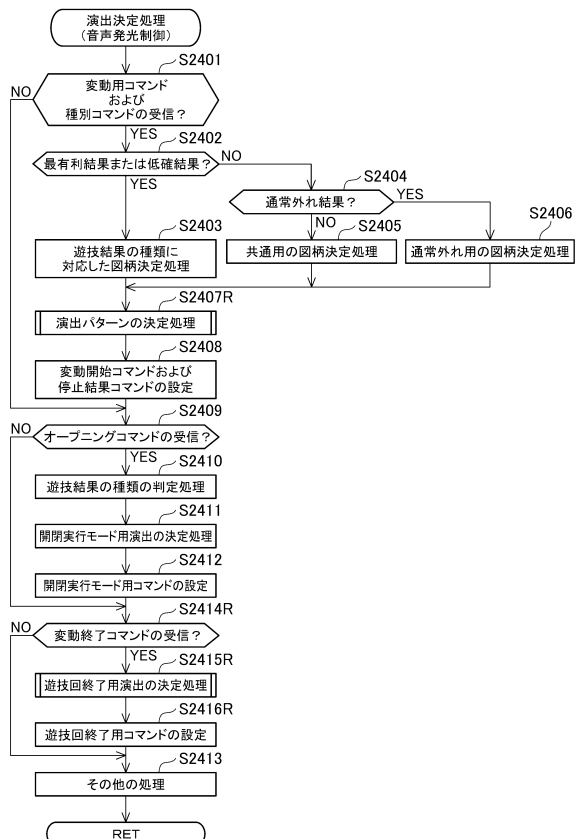 演出決定処理
（音声発光制御）
S2401
変動用コマンド
および
種別コマンドの受信？
NO
YES
S2402
最有利結果または低確結果？
NO
YES
S2404
通常外れ結果？
YES
NO
S2403
遊技結果の種類に
対応した図柄決定処理
S2405
共通用の図柄決定処理
S2406
通常外れ用の図柄決定処理
S2407R
演出パターンの決定処理
S2408
変動開始コマンドおよび
停止結果コマンドの設定
S2409
オープニングコマンドの受信？
NO
YES
S2410
遊技結果の種類の判定処理
S2411
開閉実行モード用演出の決定処理
S2412
開閉実行モード用コマンドの設定
S2414R
変動終了コマンドの受信？
NO
YES
S2415R
遊技回終了用演出の決定処理
S2416R
遊技回終了用コマンドの設定
S2413
その他の処理
RET